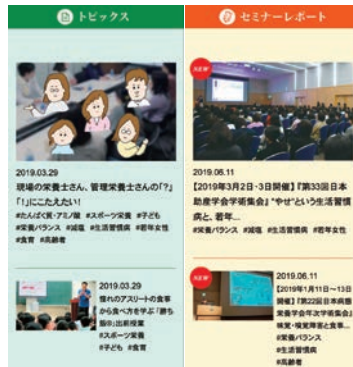 トピックス
2019.03.29
現場の栄養士さん、管理栄養士さんの「?」
「!」にこたえたい!
#たんぱく質・アミノ酸 #スポーツ栄養 #子ども
#栄養バランス #減塩 #生活習慣病 #若年女性
#食育 #高齢者
2019.03.29
憧れのアスリートの食事
から食べ方を学ぶ「勝ち
飯®」出前授業
#スポーツ栄養
#子ども #食育
セミナーレポート
NEW
2019.06.11
【2019年3月2日・3日開催】『第33回日本
助産学会学術集会』 “やせ”という生活習慣
病と、若年...
#栄養バランス #減塩 #生活習慣病 #若年女性
NEW
2019.06.11
【2019年1月11日～13日
開催】『第22回日本病態
栄養学会年次学術集会』
味覚・嗅覚障害と食事...
#栄養バランス
#生活習慣病
#高齢者